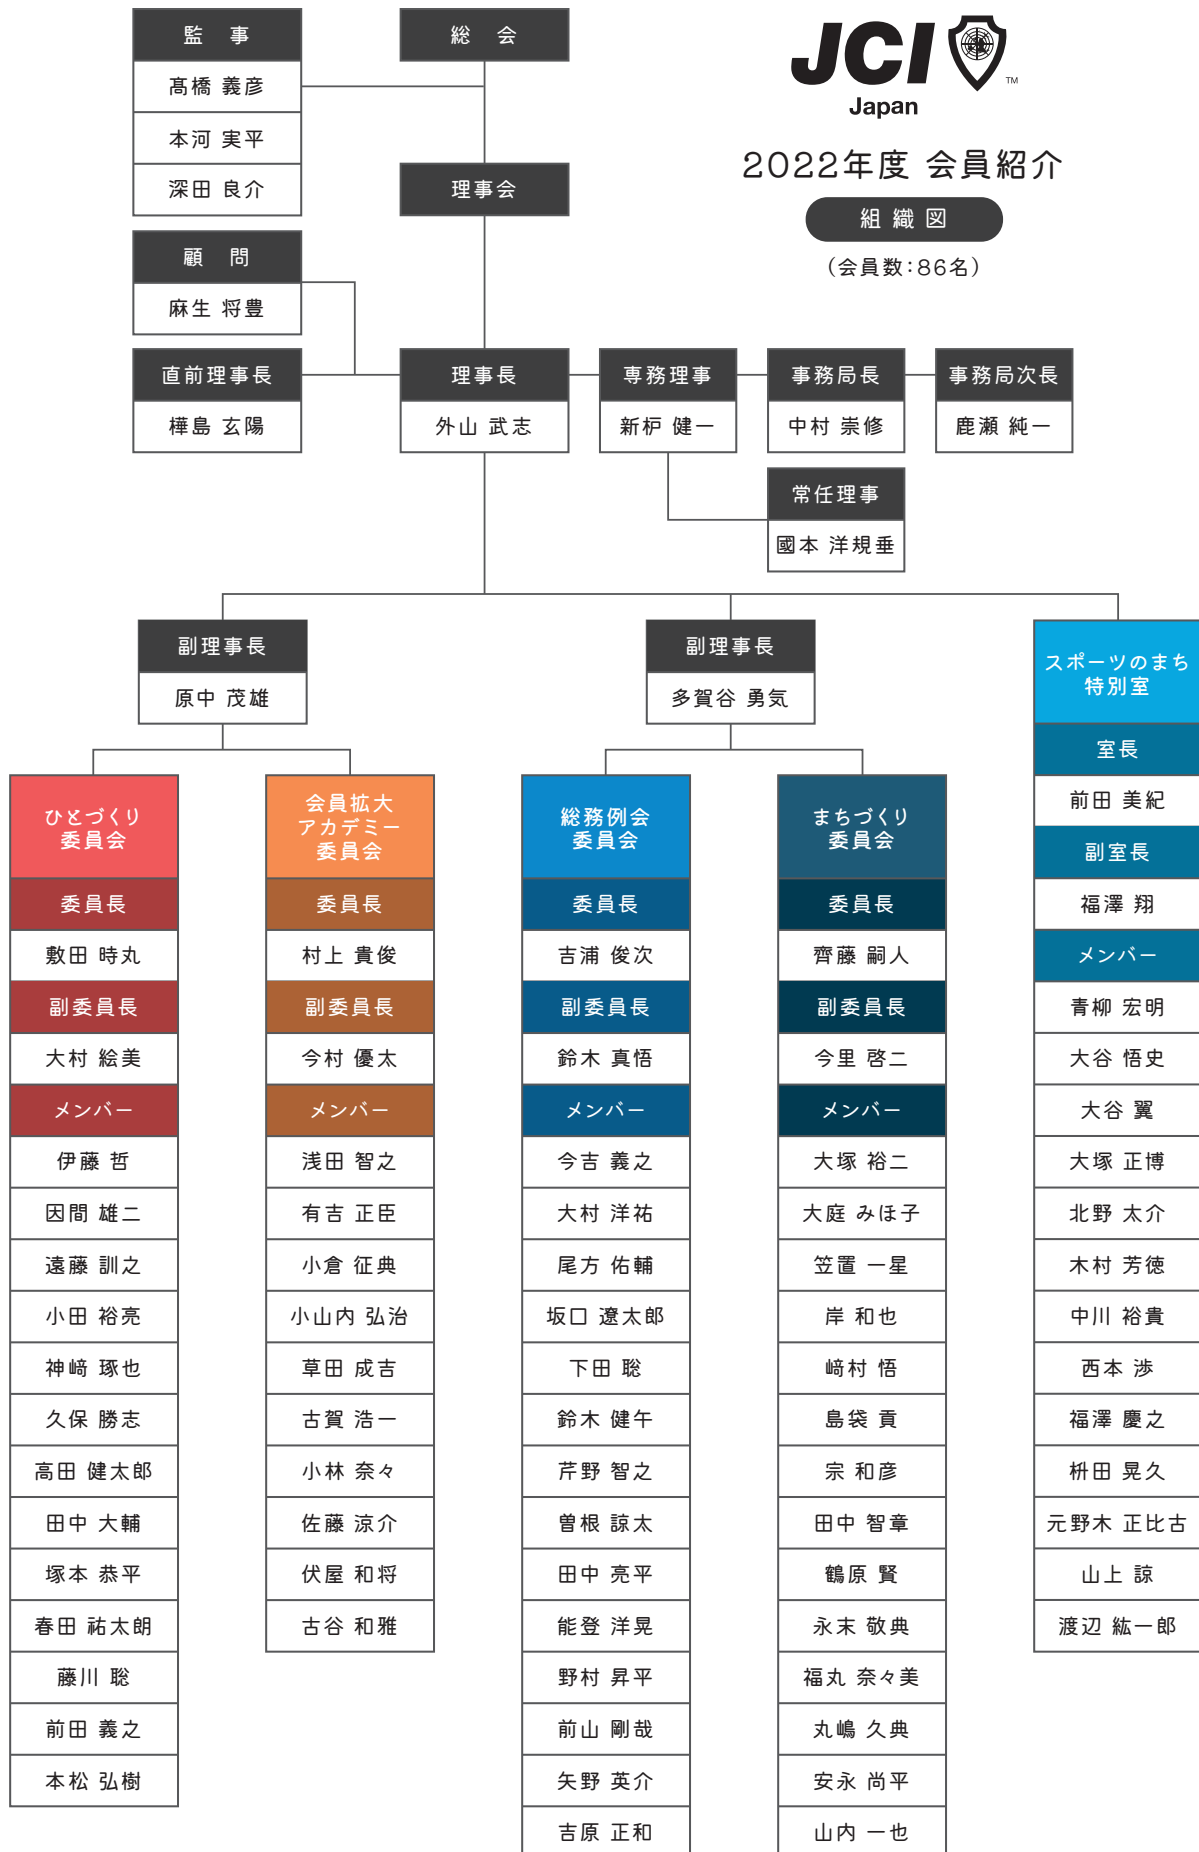 JCI
TM
Japan
2022年度 会員紹介
組織図
(会員数:86名)
監 事
髙橋 義彦
本河 実平
深田 良介
総 会
理事会
顧 問
麻生 将豊
直前理事長
樺島 玄陽
理事長
外山 武志
専務理事
新枦 健一
事務局長
中村 崇修
事務局次長
鹿瀬 純一
常任理事
國本 洋規垂
副理事長
原中 茂雄
副理事長
多賀谷 勇気
ひとづくり
委員会
委員長
敷田 時丸
副委員長
大村 絵美
メンバー
伊藤 哲
因間 雄二
遠藤 訓之
小田 裕亮
神﨑 琢也
久保 勝志
高田 健太郎
田中 大輔
塚本 恭平
春田 祐太朗
藤川 聡
前田 義之
本松 弘樹
会員拡大
アカデミー
委員会
委員長
村上 貴俊
副委員長
今村 優太
メンバー
浅田 智之
有吉 正臣
小倉 征典
小山内 弘治
草田 成吉
古賀 浩一
小林 奈々
佐藤 涼介
伏屋 和将
古谷 和雅
総務例会
委員会
委員長
吉浦 俊次
副委員長
鈴木 真悟
メンバー
今吉 義之
大村 洋祐
尾方 佑輔
坂口 遼太郎
下田 聡
鈴木 健午
芹野 智之
曽根 諒太
田中 亮平
能登 洋晃
野村 昇平
前山 剛哉
矢野 英介
吉原 正和
まちづくり
委員会
委員長
齊藤 嗣人
副委員長
今里 啓二
メンバー
大塚 裕二
大庭 みほ子
笠置 一星
岸 和也
﨑村 悟
島袋 貢
宗 和彦
田中 智章
鶴原 賢
永末 敬典
福丸 奈々美
丸嶋 久典
安永 尚平
山内 一也
スポーツのまち
特別室
室長
前田 美紀
副室長
福澤 翔
メンバー
青柳 宏明
大谷 悟史
大谷 翼
大塚 正博
北野 太介
木村 芳徳
中川 裕貴
西本 渉
福澤 慶之
枡田 晃久
元野木 正比古
山上 諒
渡辺 紘一郎